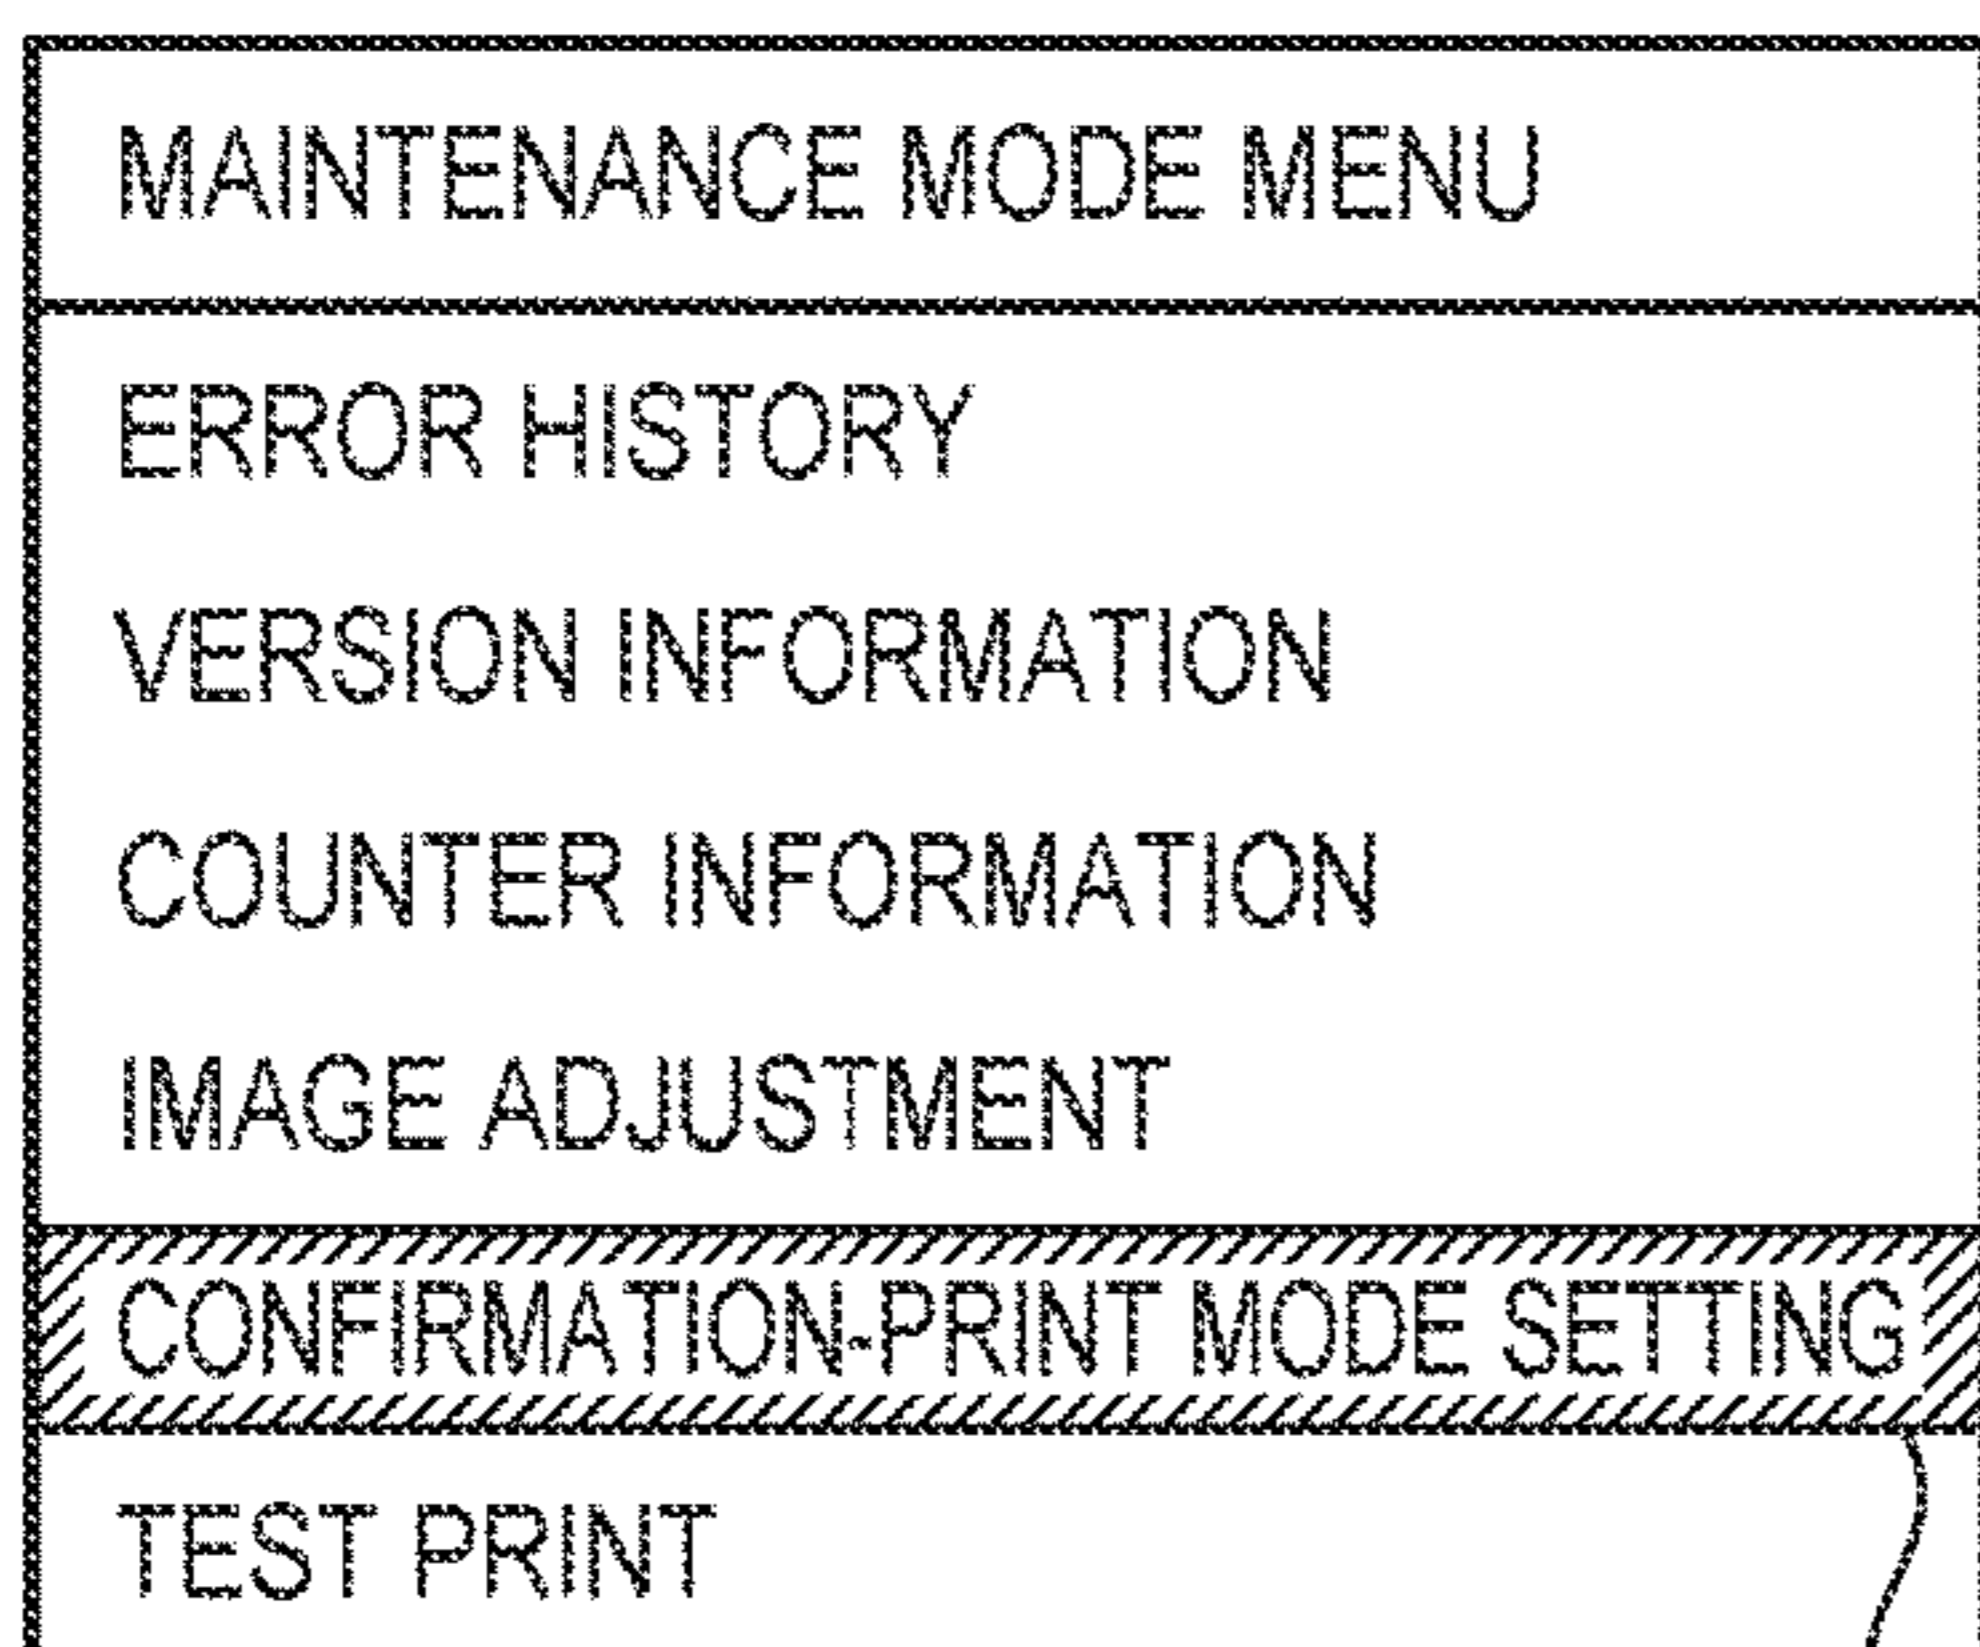 MAINTENANCE MODE MENU
ERROR HISTORY
VERSION INFORMATION
COUNTER INFORMATION
IMAGE ADJUSTMENT
CONFIRMATION-PRINT MODE SETTING
TEST PRINT